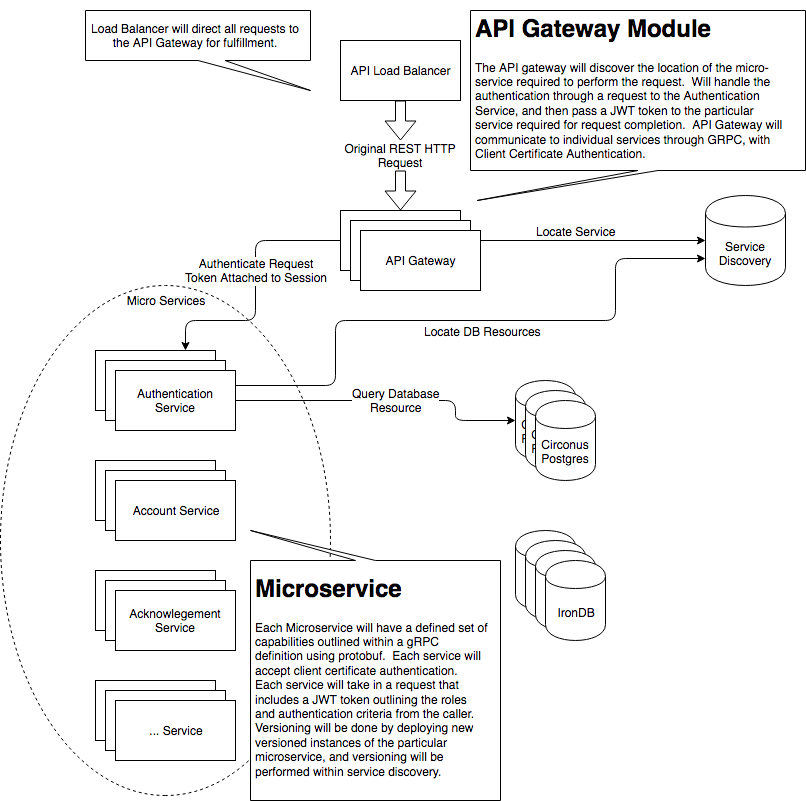 Load Balancer will direct all requests to
the API Gateway for fulfillment.
API Load Balancer
API Gateway Module
The API gateway will discover the location of the micro-
service required to perform the request.  Will handle the
authentication through a request to the Authentication
Service, and then pass a JWT token to the particular
service required for request completion.  API Gateway will
communicate to individual services through GRPC, with
Client Certificate Authentication.
Original REST HTTP
Request
API Gateway
Locate Service
Service
Discovery
Authenticate Request
Token Attached to Session
Micro Services
Locate DB Resources
Authentication
Service
Query Database
Resource
Circonus
Postgres
Account Service
Microservice
Each Microservice will have a defined set of
capabilities outlined within a gRPC
definition using protobuf.  Each service will
accept client certificate authentication.
Each service will take in a request that
includes a JWT token outlining the roles
and authentication criteria from the caller.
Versioning will be done by deploying new
versioned instances of the particular
microservice, and versioning will be
performed within service discovery.
Acknowlegement
Service
IronDB
... Service